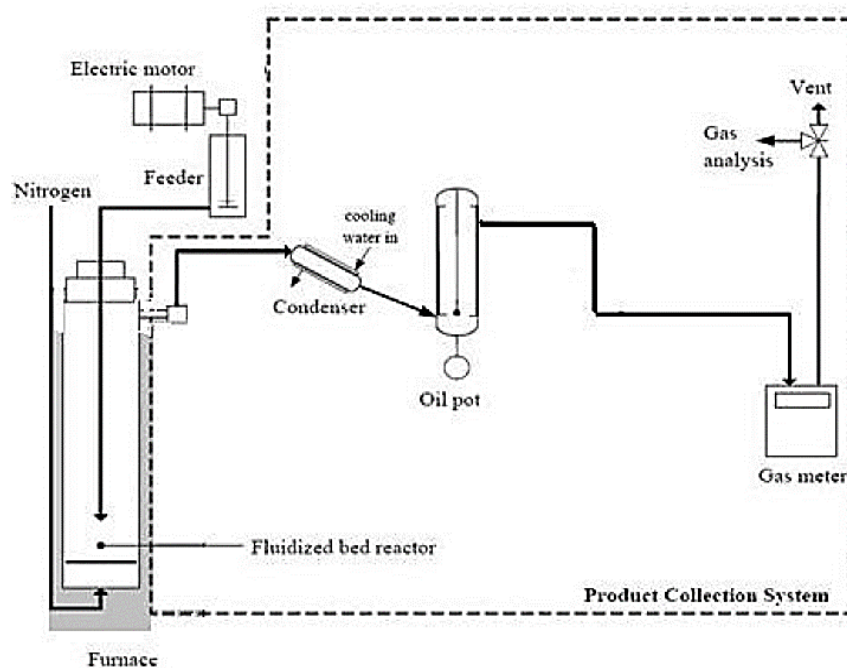 Electric motor
Vent
Gas
analysis
Feeder
Nitrogen
cooling
water in
Condenser
Oil pot
Gas meter
Fluidized bed reactor
Product Collection System
Furnace